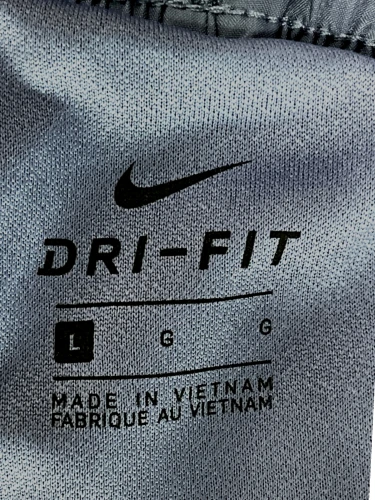 DRI-FIT
L G G
MADE IN VIETNAM
FABRIQUE AU VIETNAM